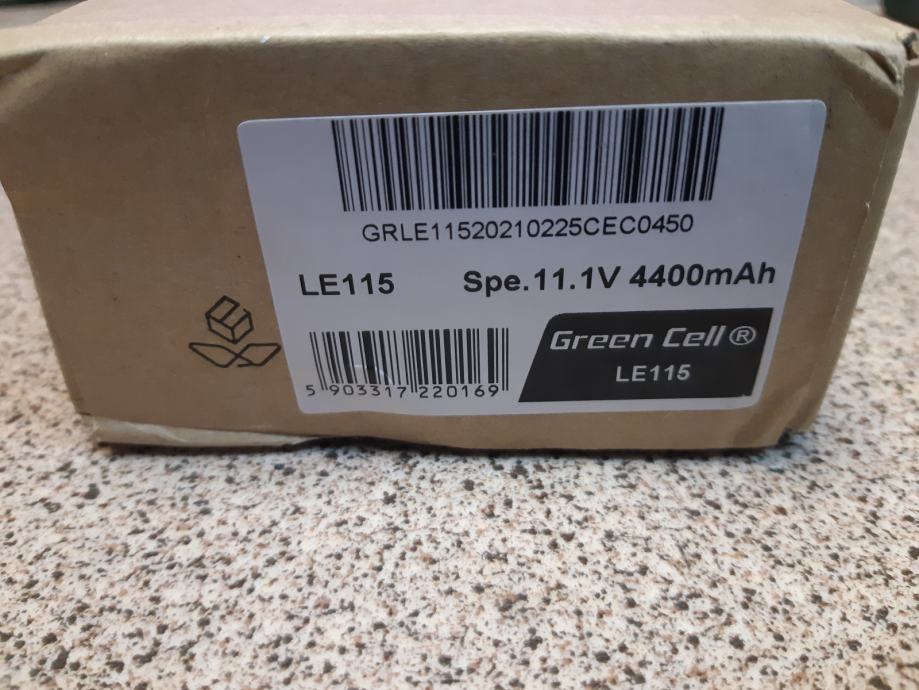 GRLE11520210225CEC0450
LE115 Spe.11.1V 4400mAh
5 903317 220169
Green Cell®
LE115